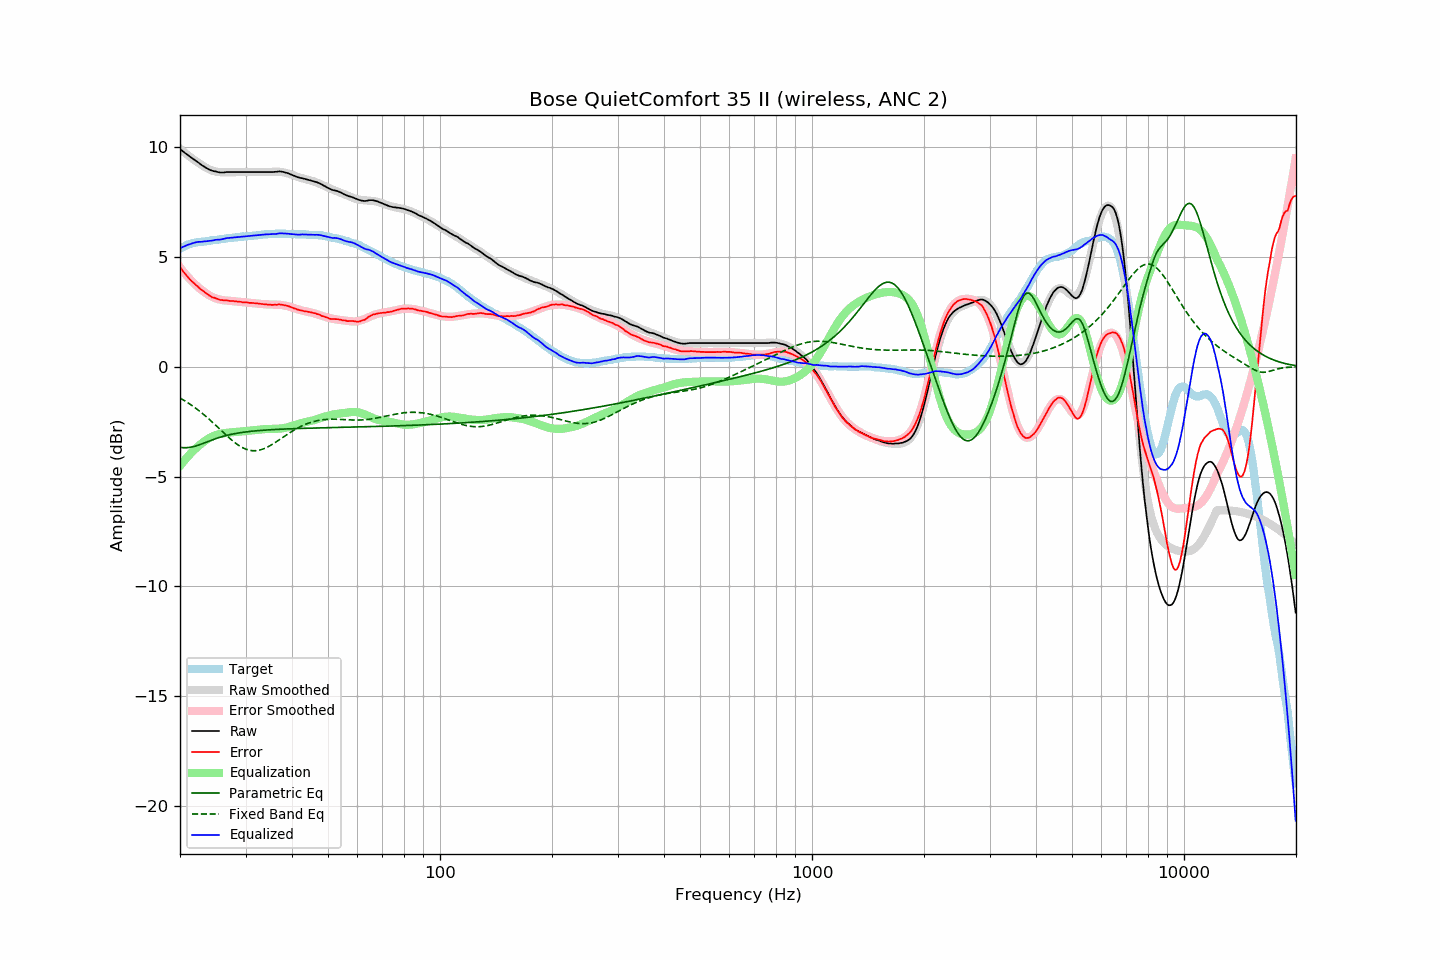 Bose QuietComfort 35 II (wireless, ANC 2)
10
5
0
−5
−10
−15
−20
Amplitude (dBr)
Target
Raw Smoothed
Error Smoothed
Raw
Error
Equalization
Parametric Eq
Fixed Band Eq
Equalized
100
1000
10000
Frequency (Hz)